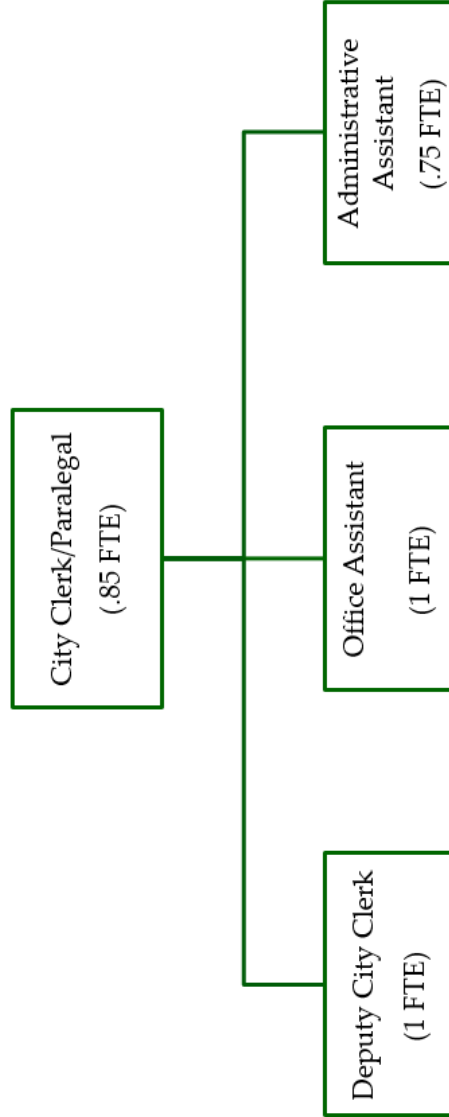 City Clerk/Paralegal
(.85 FTE)
Deputy City Clerk
(1 FTE)
Office Assistant
(1 FTE)
Administrative
Assistant
(.75 FTE)